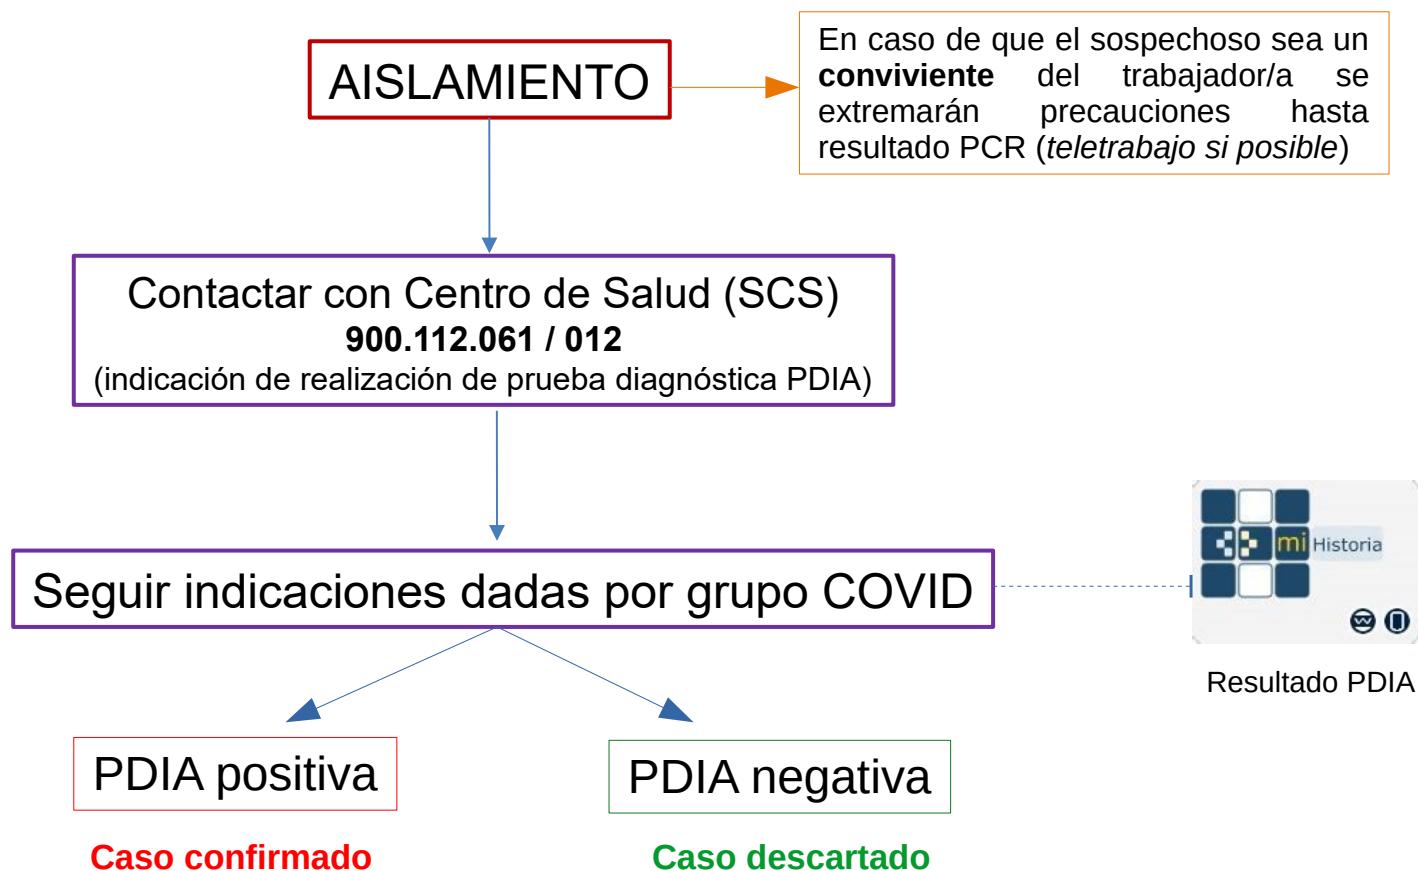 AISLAMIENTO
En caso de que el sospechoso sea un
conviviente del trabajador/a se
extremarán precauciones hasta
resultado PCR (teletrabajo si posible)
Contactar con Centro de Salud (SCS)
900.112.061 / 012
(indicación de realización de prueba diagnóstica PDIA)
Seguir indicaciones dadas por grupo COVID
mi Historia
Resultado PDIA
PDIA positiva
PDIA negativa
Caso confirmado
Caso descartado